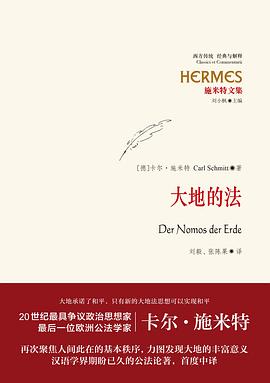 西方传统 经典与解释
Classici et Commentarii
HERMES
施米特文集
刘小枫●主编
[德]卡尔·施米特 Carl Schmitt●著
大地的法
Der Nomos der Erde
刘毅、张陈果●译
大地承诺了和平，只有新的大地法思想可以实现和平
20世纪最具争议政治思想家
最后一位欧洲公法学家
卡尔·施米特
再次聚焦人间此在的基本秩序，力图发现大地的丰富意义
汉语学界期盼已久的公法论著，首度中译